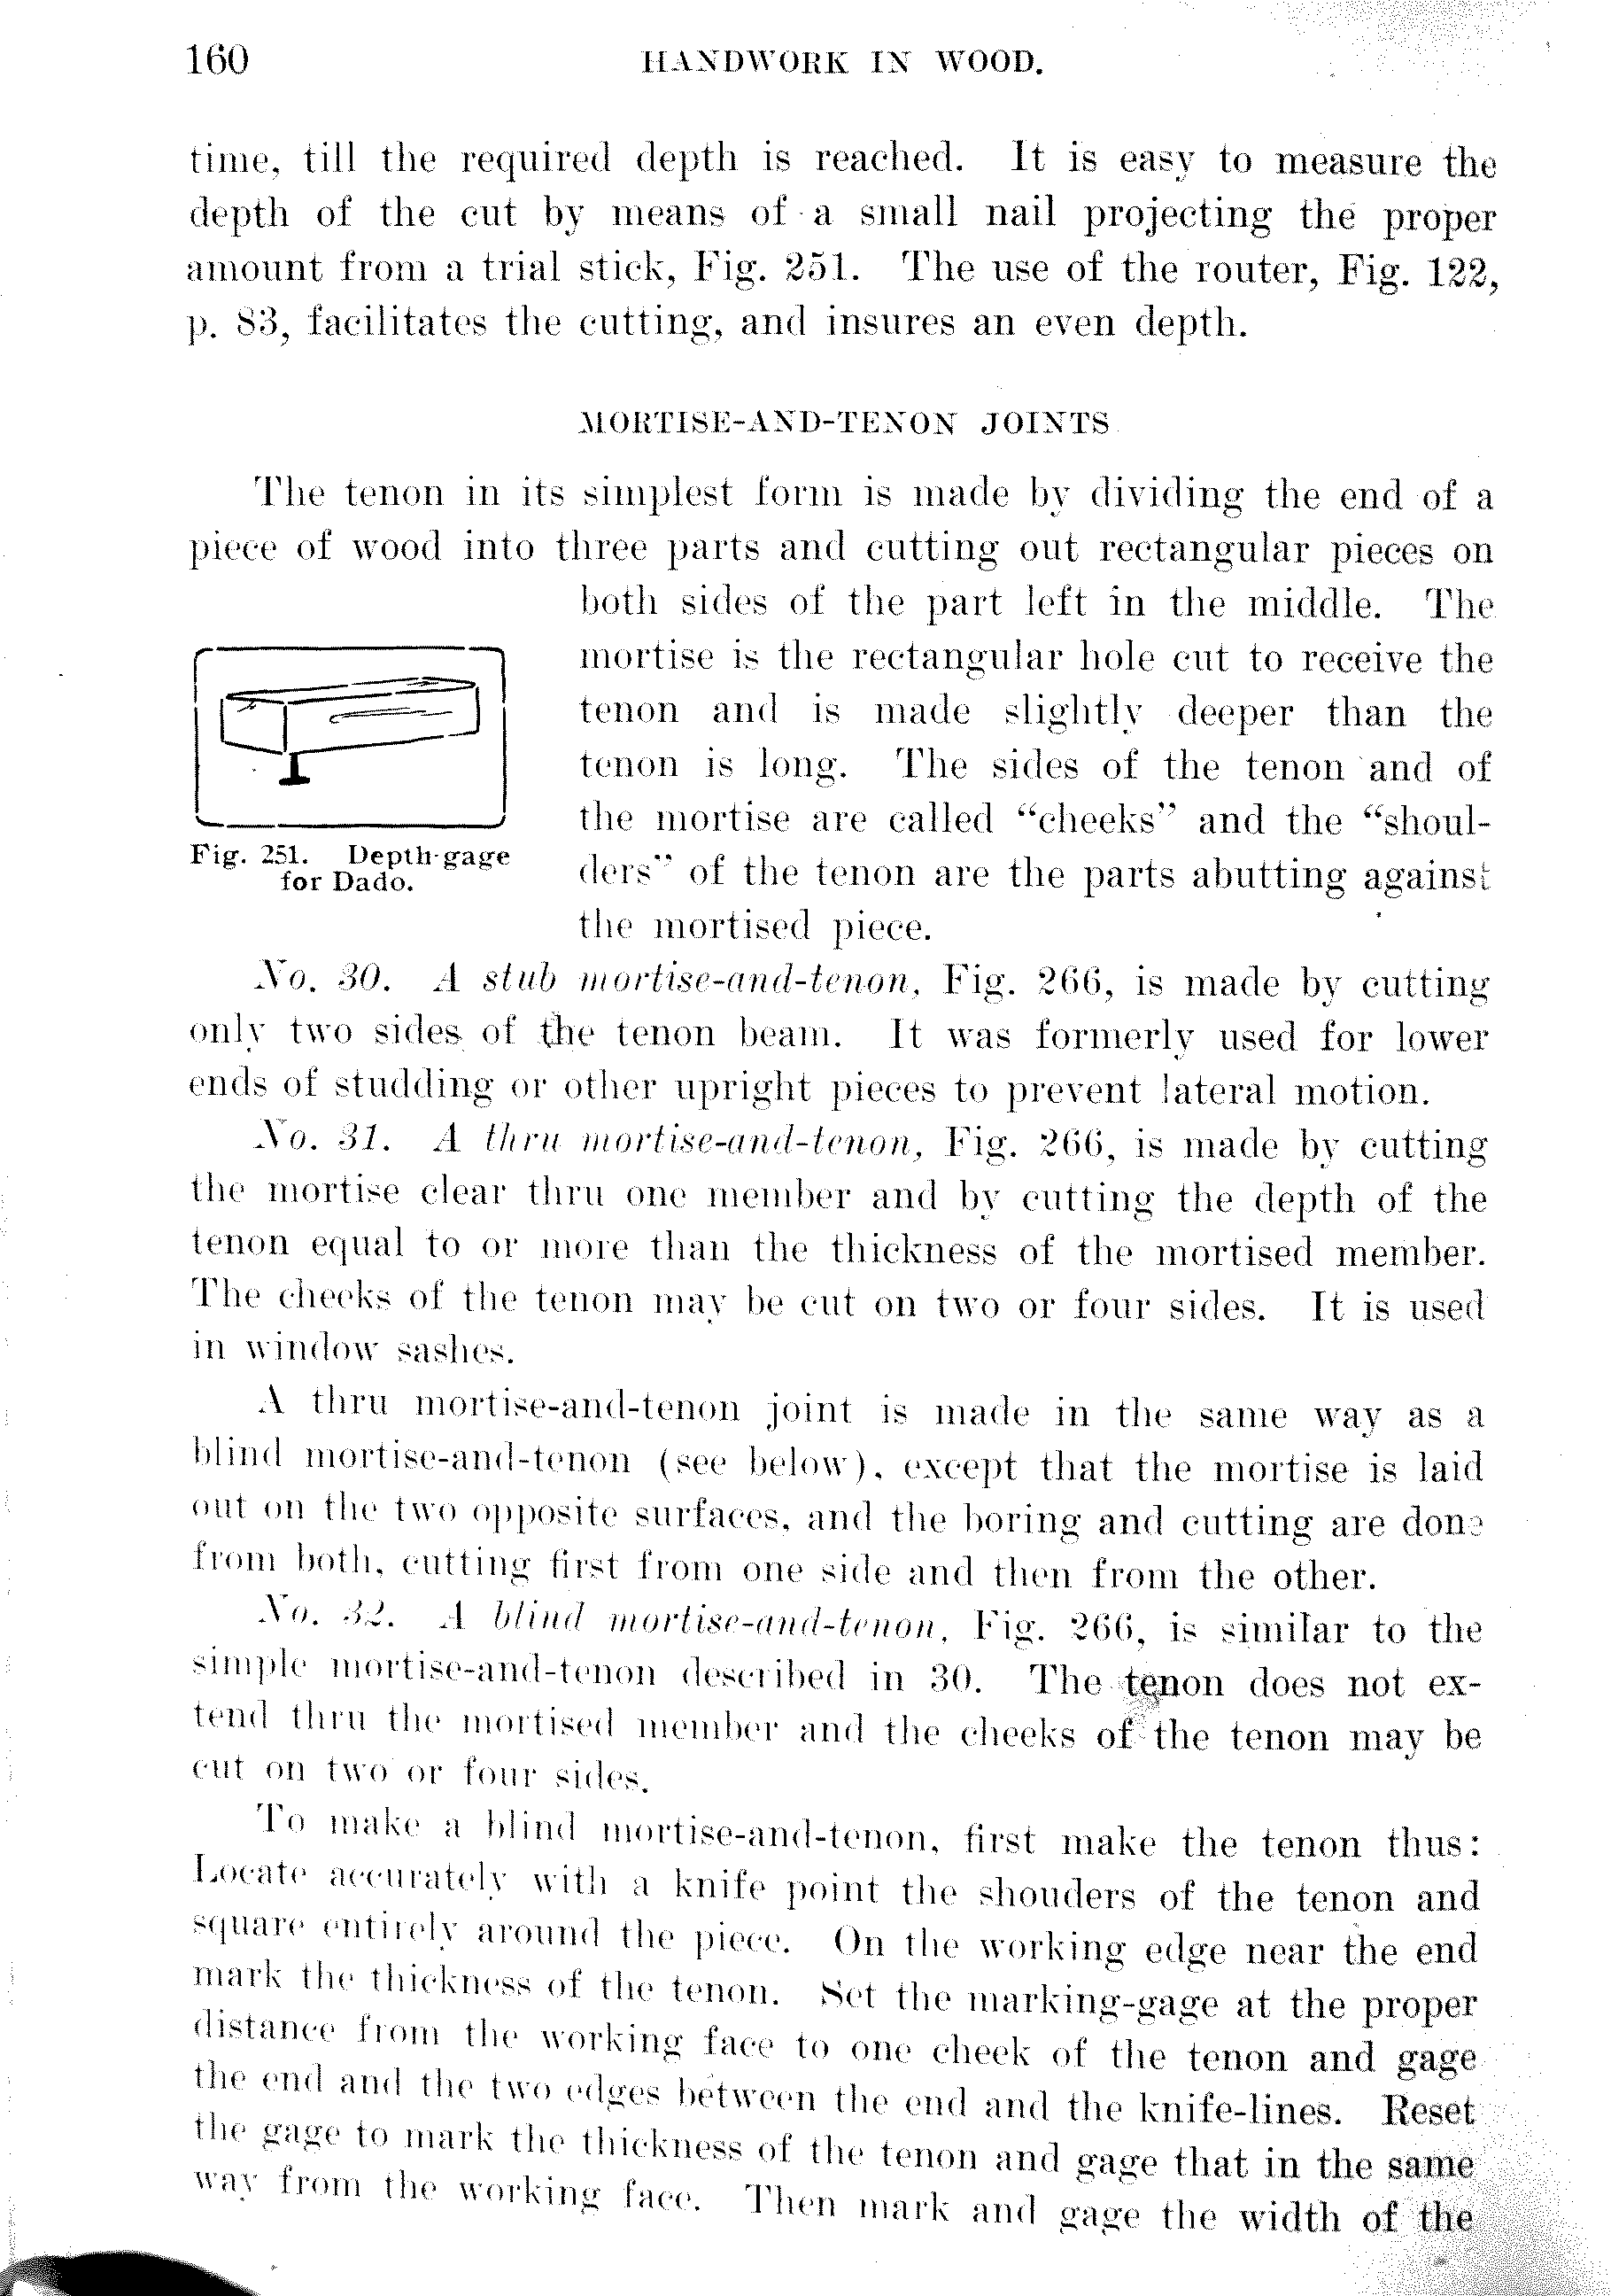 160
HANDWORK IN WOOD.
time, till the required depth is reached. It is easy to measure the
depth of the cut by means of a small nail projecting the proper
amount from a trial stick, Fig. 251. The use of the router, Fig. 122,
p. 83, facilitates the cutting, and insures an even depth.
MORTISE-AND-TENON JOINTS
The tenon in its simplest form is made by dividing the end of a
piece of wood into three parts and cutting out rectangular pieces on
both sides of the part left in the middle. The
mortise is the rectangular hole cut to receive the
tenon and is made slightly deeper than the
tenon is long. The sides of the tenon and of
the mortise are called "cheeks" and the "shoul-
ders" of the tenon are the parts abutting against
the mortised piece.
Fig. 251. Depth-gage
for Dado.
No. 30. A stub mortise-and-tenon, Fig. 266, is made by cutting
only two sides of the tenon beam. It was formerly used for lower
ends of studding or other upright pieces to prevent lateral motion.
No. 31. A thru mortise-and-tenon, Fig. 266, is made by cutting
the mortise clear thru one member and by cutting the depth of the
tenon equal to or more than the thickness of the mortised member.
The cheeks of the tenon may be cut on two or four sides. It is used
in window sashes.
A thru mortise-and-tenon joint is made in the same way as a
blind mortise-and-tenon (see below), except that the mortise is laid
out on the two opposite surfaces, and the boring and cutting are done
from both, cutting first from one side and then from the other.
No. 32. A blind mortise-and-tenon, Fig. 266, is similar to the
simple mortise-and-tenon described in 30. The tenon does not ex-
tend thru the mortised member and the cheeks of the tenon may be
cut on two or four sides.
To make a blind mortise-and-tenon, first make the tenon thus:
Locate accurately with a knife point the shouders of the tenon and
square entirely around the piece. On the working edge near the end
mark the thickness of the tenon. Set the marking-gage at the proper
distance from the working face to one cheek of the tenon and gage
the end and the two edges between the end and the knife-lines. Reset
the gage to mark the thickness of the tenon and gage that in the same
way from the working face. Then mark and gage the width of the